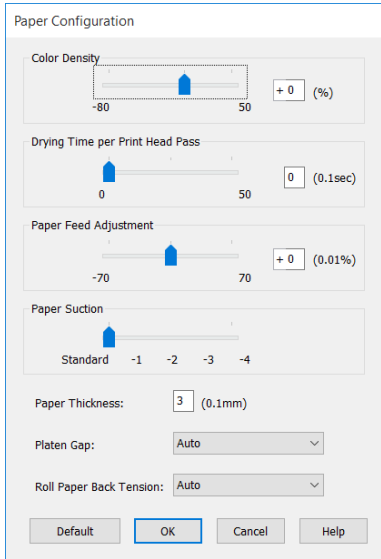 Paper Configuration
Color Density
+ 0 (%)
-80 50
Drying Time per Print Head Pass
0 (0.1sec)
0 50
Paper Feed Adjustment
+ 0 (0.01%)
-70 70
Paper Suction
Standard -1 -2 -3 -4
Paper Thickness: 3 (0.1mm)
Platen Gap: Auto
Roll Paper Back Tension: Auto
Default OK Cancel Help